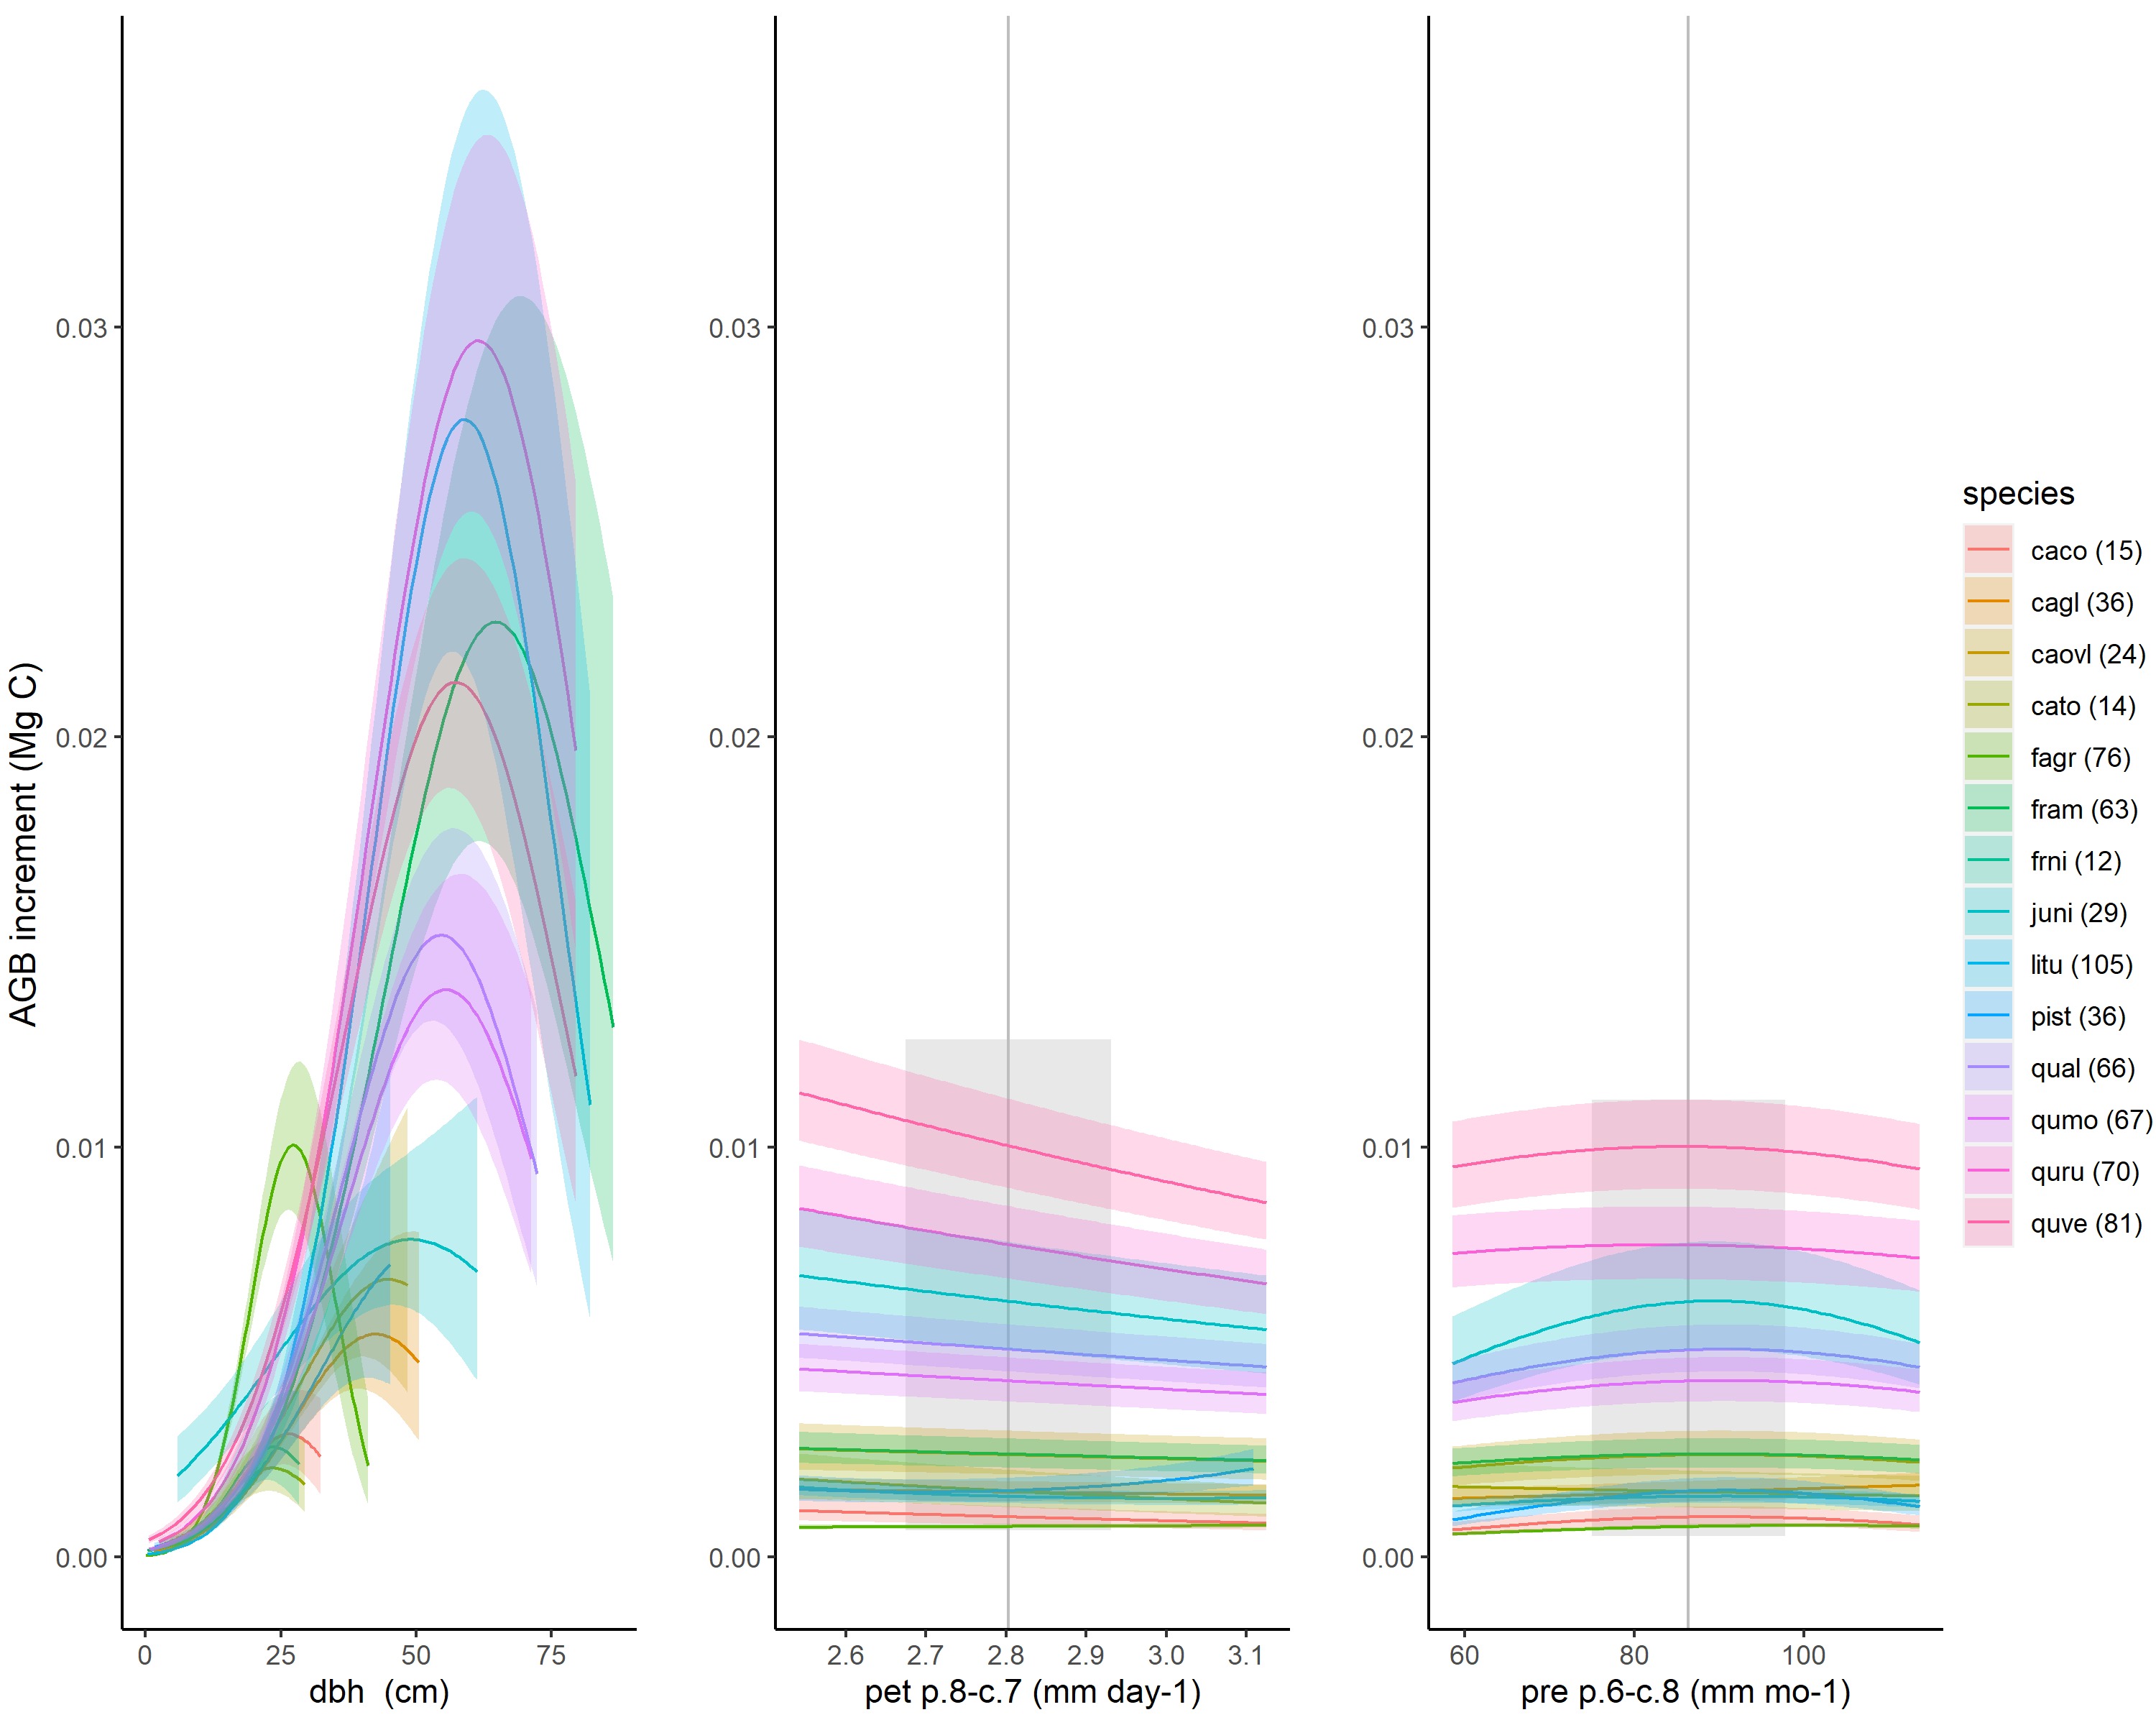 AGB increment (Mg C)
0.03
0.02
0.01
0.00
0 25 50 75
dbh  (cm)
0.03
0.02
0.01
0.00
2.6 2.7 2.8 2.9 3.0 3.1
pet p.8-c.7 (mm day-1)
0.03
0.02
0.01
0.00
60 80 100
pre p.6-c.8 (mm mo-1)
species
caco (15)
cagl (36)
caovl (24)
cato (14)
fagr (76)
fram (63)
frni (12)
juni (29)
litu (105)
pist (36)
qual (66)
qumo (67)
quru (70)
quve (81)